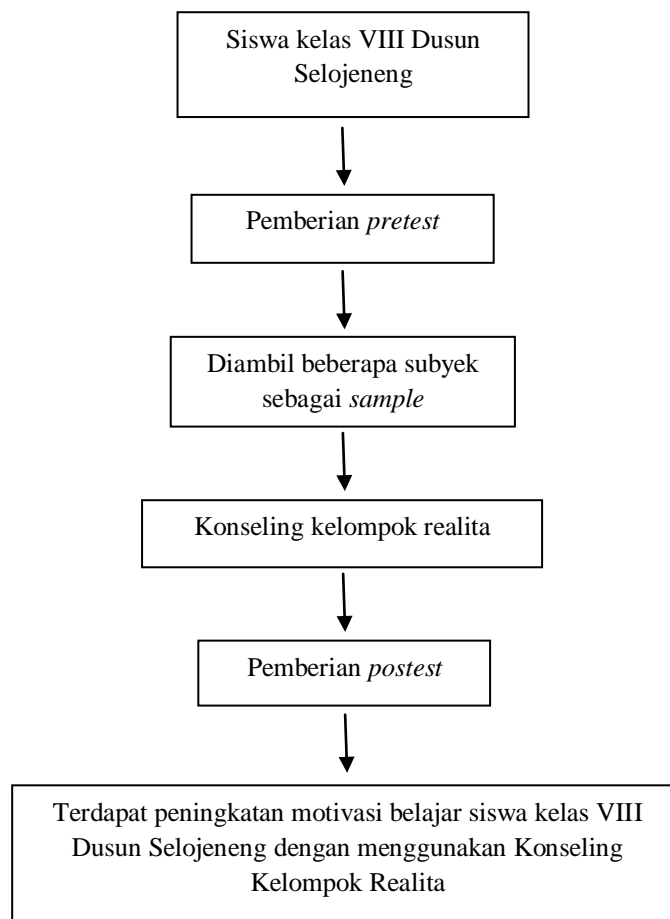 Siswa kelas VIII Dusun
Selojeneng
Pemberian pretest
Diambil beberapa subyek
sebagai sample
Konseling kelompok realita
Pemberian postest
Terdapat peningkatan motivasi belajar siswa kelas VIII
Dusun Selojeneng dengan menggunakan Konseling
Kelompok Realita